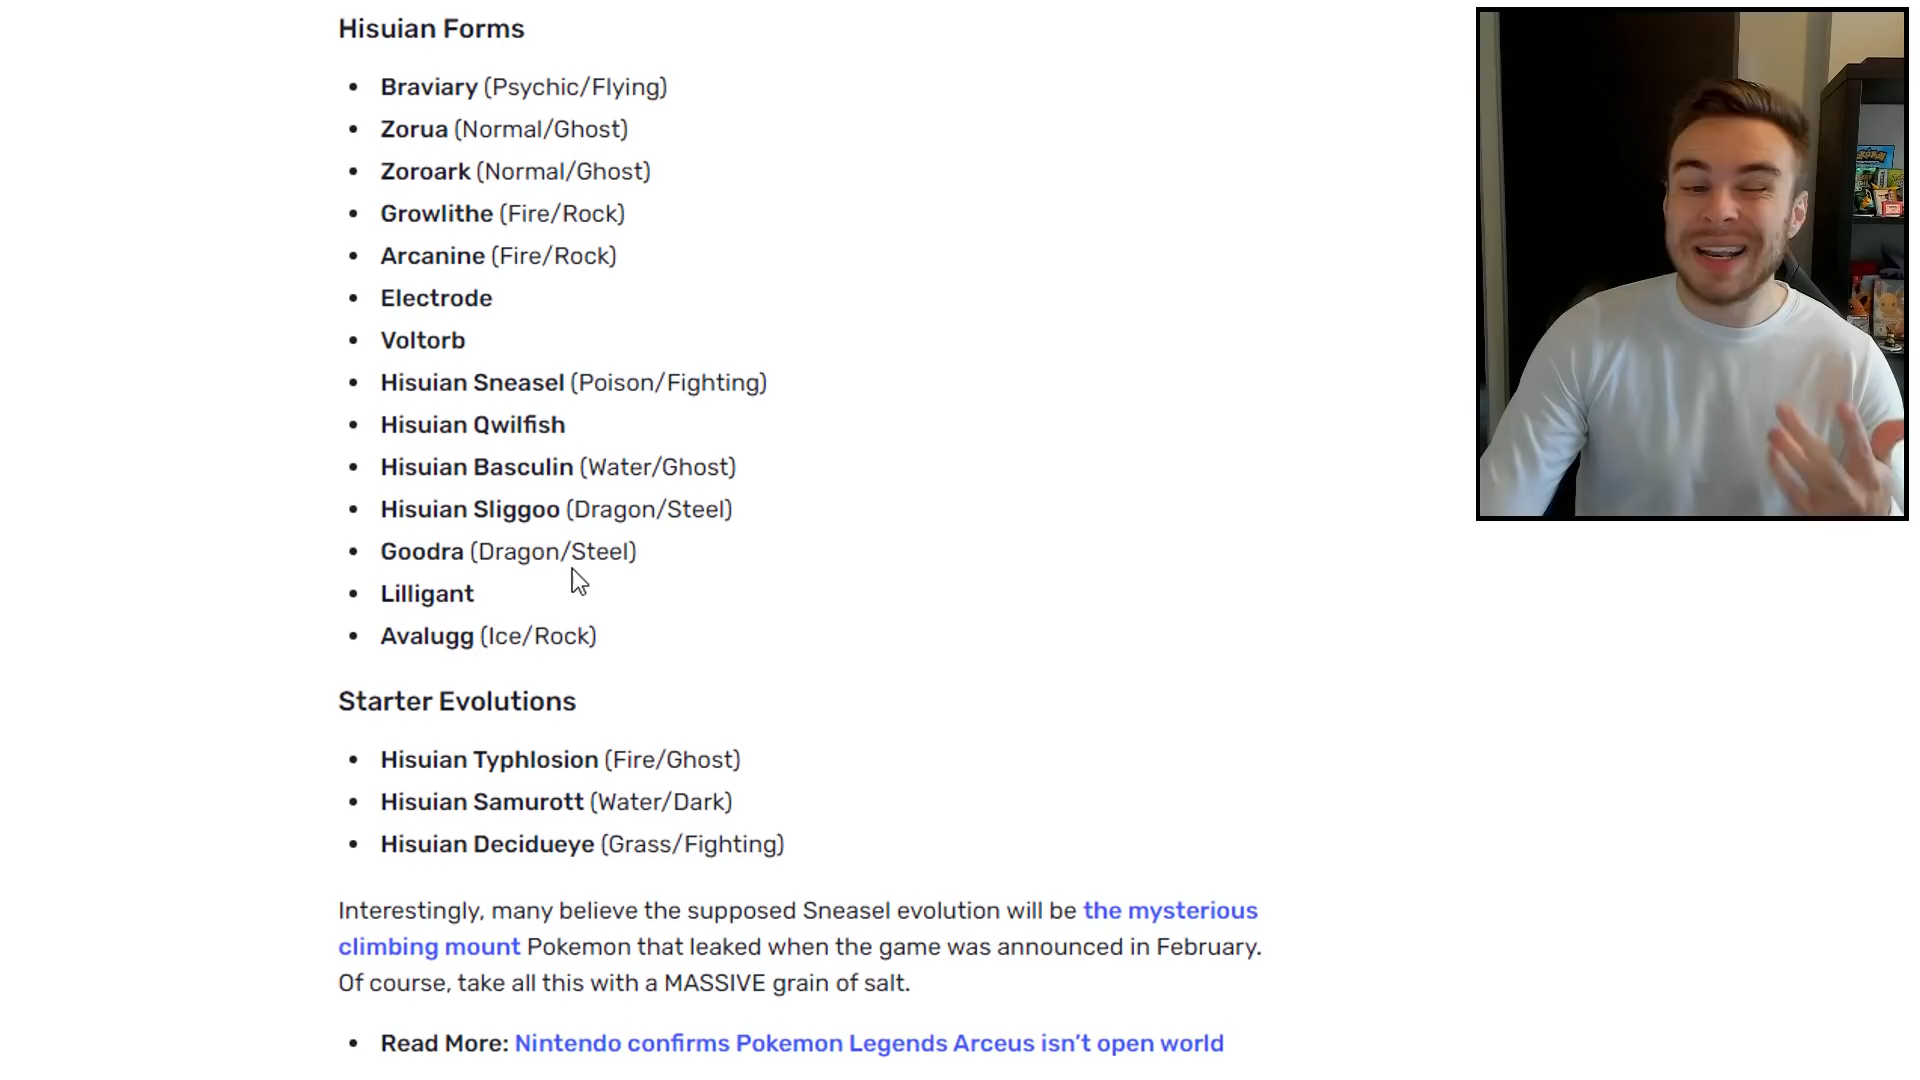 Hisuian Forms
• Braviary (Psychic/Flying)
• Zorua (Normal/Ghost)
• Zoroark (Normal/Ghost)
• Growlithe (Fire/Rock)
• Arcanine (Fire/Rock)
• Electrode
• Voltorb
• Hisuian Sneasel (Poison/Fighting)
• Hisuian Qwilfish
• Hisuian Basculin (Water/Ghost)
• Hisuian Sliggoo (Dragon/Steel)
• Goodra (Dragon/Steel)
• Lilligant
• Avalugg (Ice/Rock)
Starter Evolutions
• Hisuian Typhlosion (Fire/Ghost)
• Hisuian Samurott (Water/Dark)
• Hisuian Decidueye (Grass/Fighting)
Interestingly, many believe the supposed Sneasel evolution will be the mysterious
climbing mount Pokemon that leaked when the game was announced in February.
Of course, take all this with a MASSIVE grain of salt.
• Read More: Nintendo confirms Pokemon Legends Arceus isn't open world